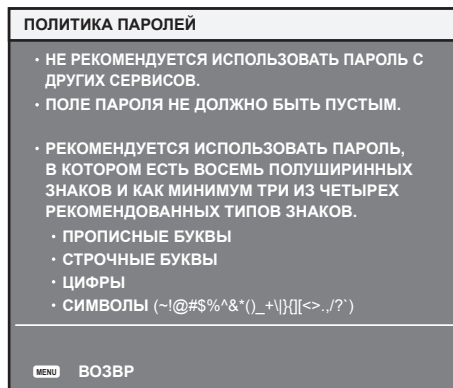 ПОЛИТИКА ПАРОЛЕЙ
· НЕ РЕКОМЕНДУЕТСЯ ИСПОЛЬЗОВАТЬ ПАРОЛЬ С
ДРУГИХ СЕРВИСОВ.
· ПОЛЕ ПАРОЛЯ НЕ ДОЛЖНО БЫТЬ ПУСТЫМ.
· РЕКОМЕНДУЕТСЯ ИСПОЛЬЗОВАТЬ ПАРОЛЬ,
В КОТОРОМ ЕСТЬ ВОСЕМЬ ПОЛУШИРИННЫХ
ЗНАКОВ И КАК МИНИМУМ ТРИ ИЗ ЧЕТЫРЕХ
РЕКОМЕНДОВАННЫХ ТИПОВ ЗНАКОВ.
· ПРОПИСНЫЕ БУКВЫ
· СТРОЧНЫЕ БУКВЫ
· ЦИФРЫ
· СИМВОЛЫ (~!@#$%^&*()_+\|}{][<>.,/?`)
MENU ВОЗВР